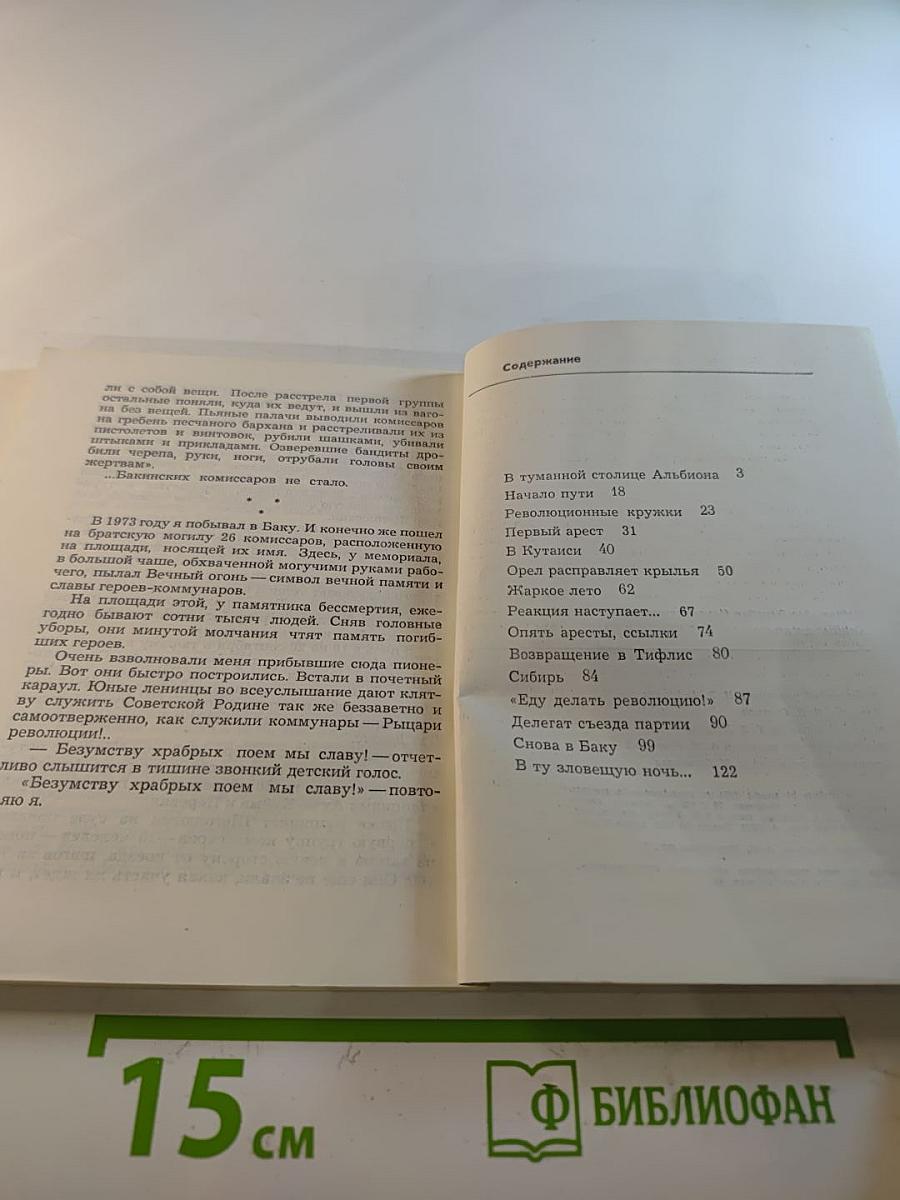 ли с собой вещи. После расстрела первой группы
остальные поняли, куда их ведут, и вышли из ваго-
на без вещей. Пьяные палачи выводили комиссаров
на гребень песчаного бархана и расстреливали их из
пистолетов и винтовок, рубили шашками, убивали
штыками и прикладами. Озверевшие бандиты дро-
били черепа, руки, ноги, отрубали головы своим
жертвам».
...Бакинских комиссаров не стало.
* * *
В 1973 году я побывал в Баку. И конечно же пошел
на братскую могилу 26 комиссаров, расположенную
на площади, носящей их имя. Здесь, у мемориала,
в большой чаше, обхваченной могучими руками рабо-
чего, пылал Вечный огонь — символ вечной памяти и
славы героев-коммунаров.
На площади этой, у памятника бессмертия, еже-
годно бывают сотни тысяч людей. Сняв головные
уборы, они минутой молчания чтят память погиб-
ших героев.
Очень взволновали меня прибывшие сюда пионе-
ры. Вот они быстро построились. Встали в почетный
караул. Юные ленинцы во всеуслышание дают клят-
ву служить Советской Родине так же беззаветно и
самоотверженно, как служили коммунары — Рыцари
революции!..
— Безумству храбрых поем мы славу! — отчет-
ливо слышится в тишине звонкий детский голос.
«Безумству храбрых поем мы славу!» — повто-
яю я.
Содержание
В туманной столице Альбиона 3
Начало пути 18
Революционные кружки 23
Первый арест 31
В Кутаиси 40
Орел расправляет крылья 50
Жаркое лето 62
Реакция наступает... 67
Опять аресты, ссылки 74
Возвращение в Тифлис 80
Сибирь 84
«Еду делать революцию!» 87
Делегат съезда партии 90
Снова в Баку 99
В ту зловещую ночь... 122
15 см
Ф БИБЛИОФАН